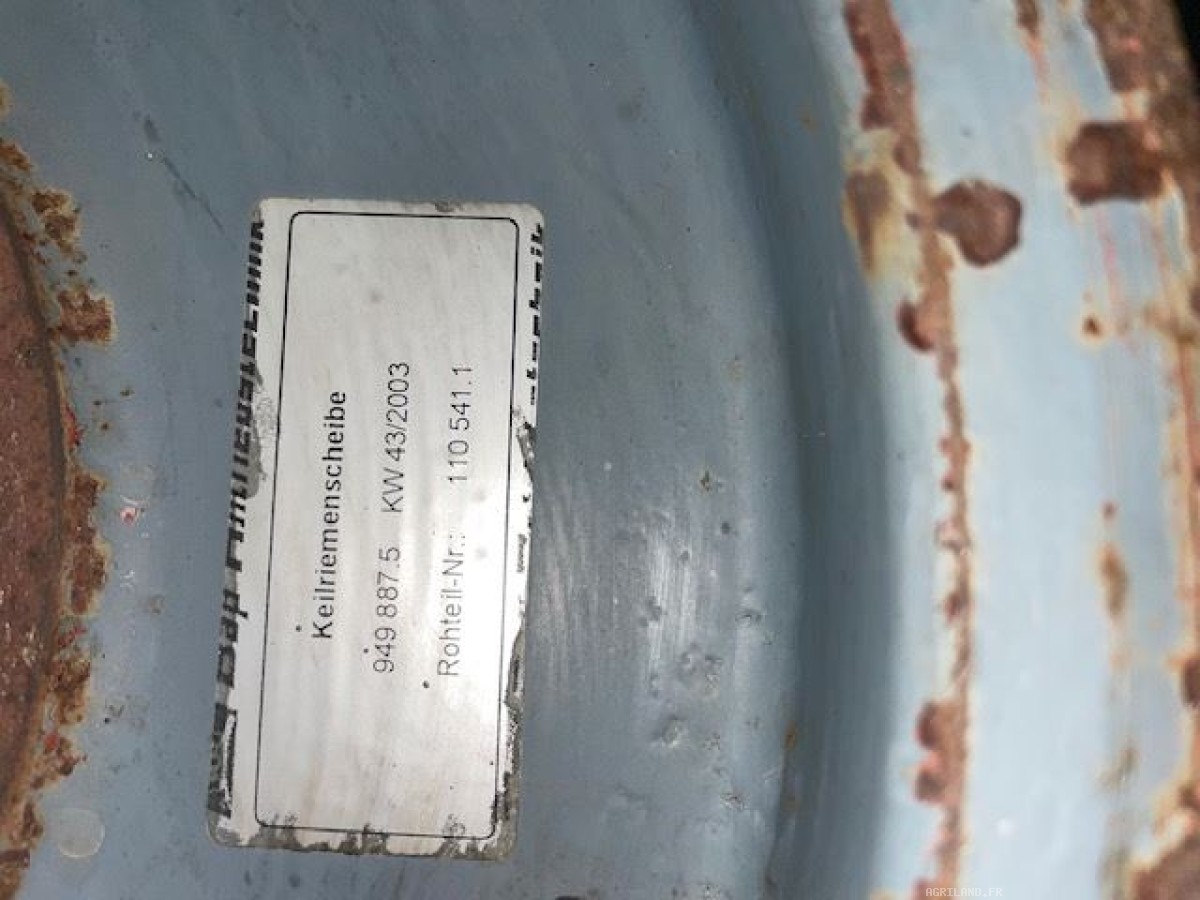 Keilriemenscheibe
949 887.5 KW 43/2003
Rohteil-Nr.: 110 541.1
AGRILAND.FR